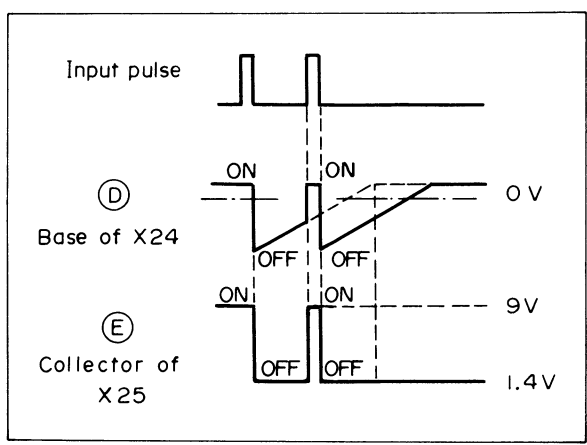 Input pulse
ON ON
D
0 V
Base of X24
OFF OFF
ON ON
9V
E
Collector of
OFF OFF
1.4V
X25